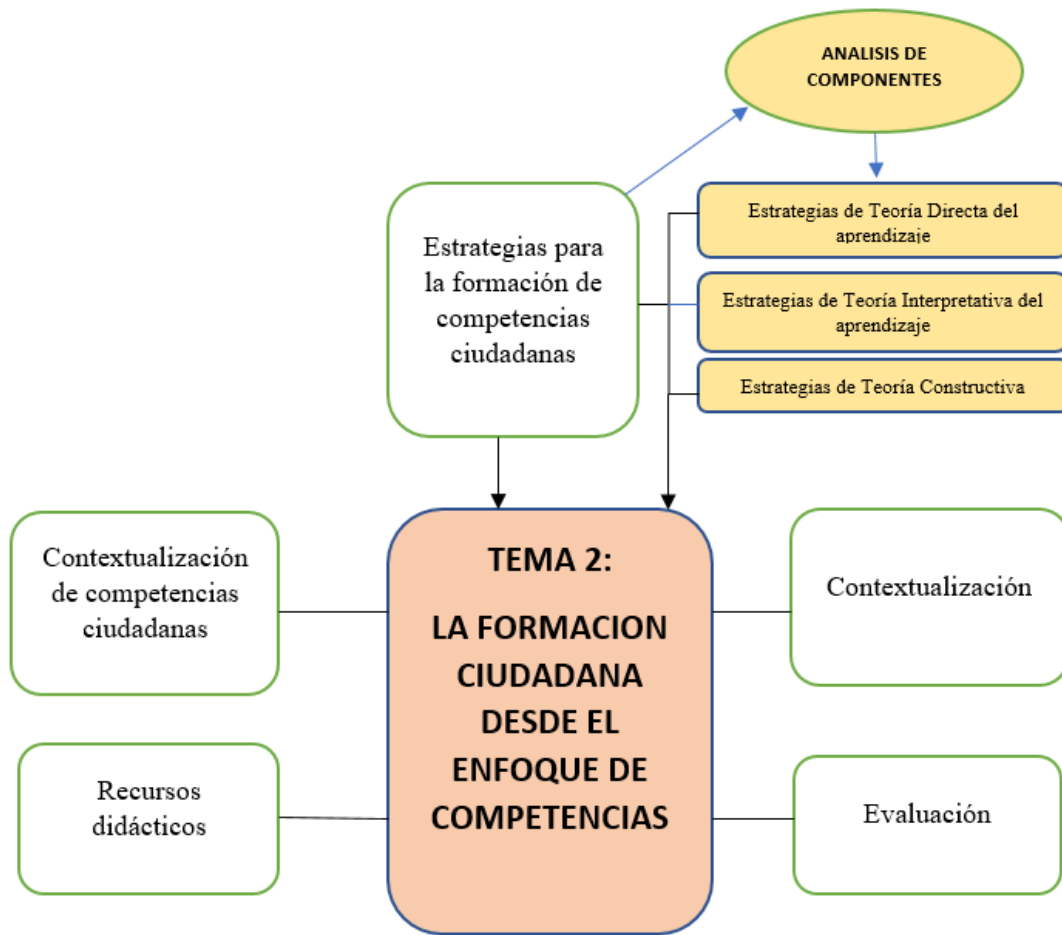 ANALISIS DE
COMPONENTES
Estrategias para
la formación de
competencias
ciudadanas
Estrategias de Teoría Directa del
aprendizaje
Estrategias de Teoría Interpretativa del
aprendizaje
Estrategias de Teoría Constructiva
Contextualización
de competencias
ciudadanas
TEMA 2:
LA FORMACION
CIUDADANA
DESDE EL
ENFOQUE DE
COMPETENCIAS
Contextualización
Recursos
didácticos
Evaluación